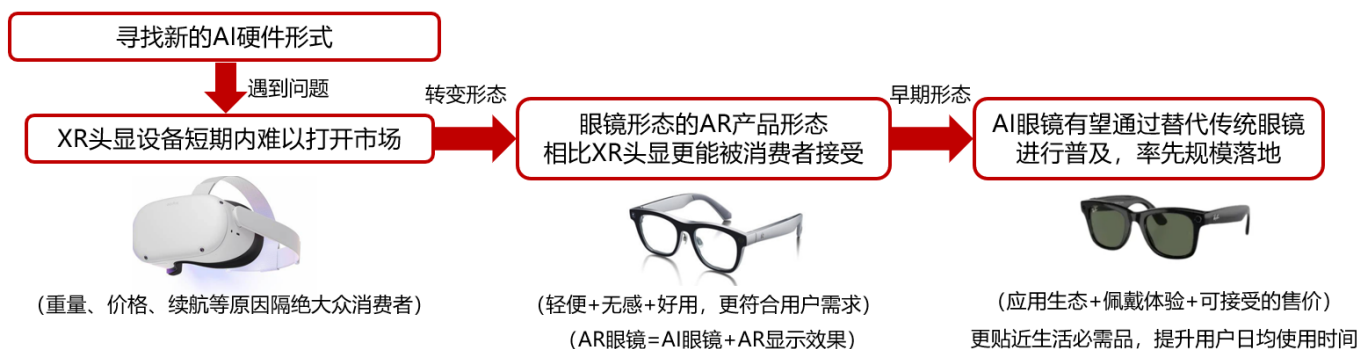 寻找新的AI硬件形式
遇到问题
XR头显设备短期内难以打开市场
(重量、价格、续航等原因隔绝大众消费者)
转变形态
眼镜形态的AR产品形态
相比XR头显更能被消费者接受
(轻便+无感+好用，更符合用户需求)
(AR眼镜=AI眼镜+AR显示效果)
早期形态
AI眼镜有望通过替代传统眼镜
进行普及，率先规模落地
(应用生态+佩戴体验+可接受的售价)
更贴近生活必需品，提升用户日均使用时间